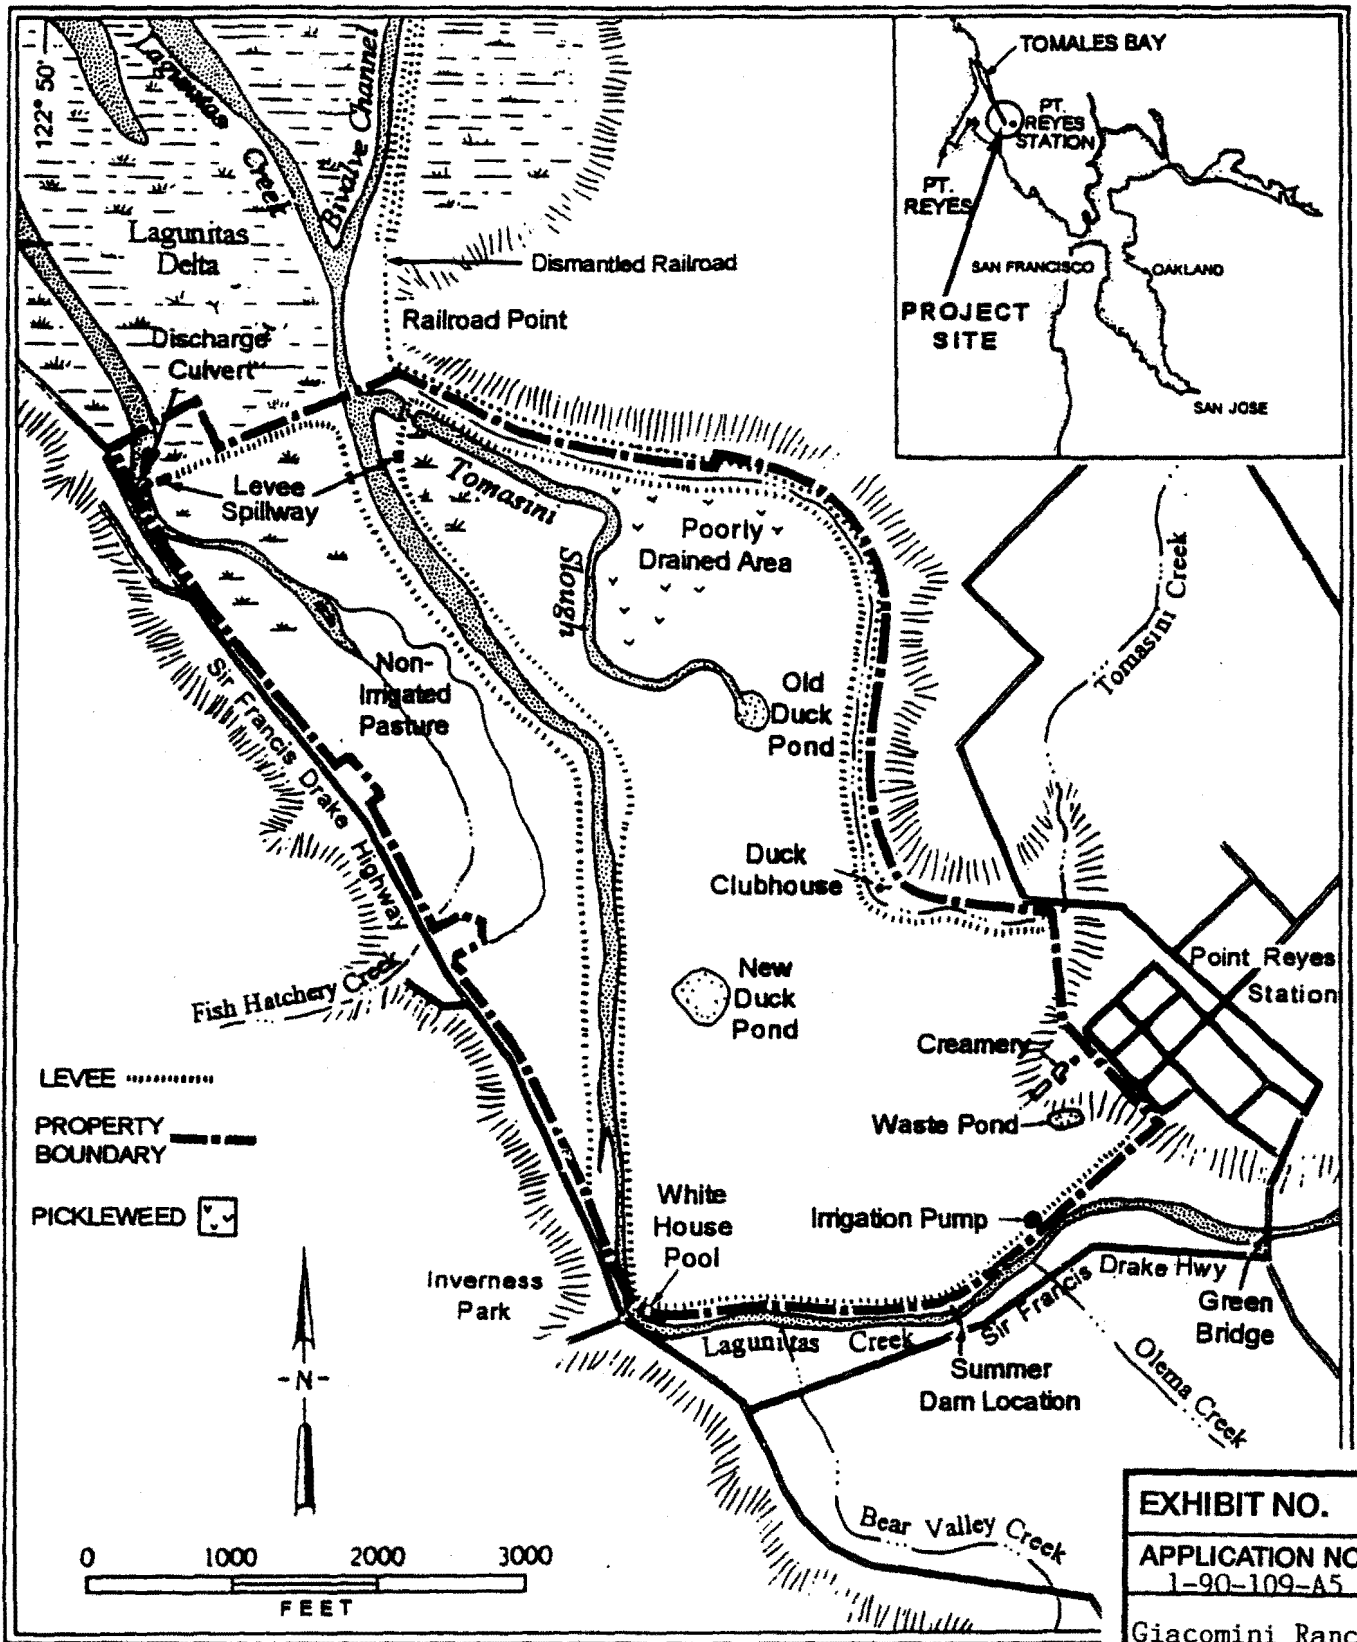 122° 50'
Lagunitas
Creek
Bivalve Channel
Lagunitas
Delta
Discharge
Culvert
Dismantled Railroad
Railroad Point
TOMALES BAY
PT.
REYES
STATION
PT.
REYES
SAN FRANCISCO
OAKLAND
PROJECT
SITE
SAN JOSE
Levee
Spillway
Tomasini
Slough
Poorly
Drained Area
Tomasini Creek
Non-
Irrigated
Pasture
Old
Duck
Pond
Sir Francis Drake Highway
Duck
Clubhouse
Fish Hatchery Creek
New
Duck
Pond
Point Reyes
Station
Creamery
Waste Pond
LEVEE
PROPERTY
BOUNDARY
PICKLEWEED
White
House
Pool
Irrigation Pump
Inverness
Park
Sir Francis Drake Hwy
Green
Bridge
Lagunitas Creek
Summer
Dam Location
Olema Creek
-N-
Bear Valley Creek
0 1000 2000 3000
FEET
EXHIBIT NO.
APPLICATION NO
1-90-109-A5
Giacomini Ranc